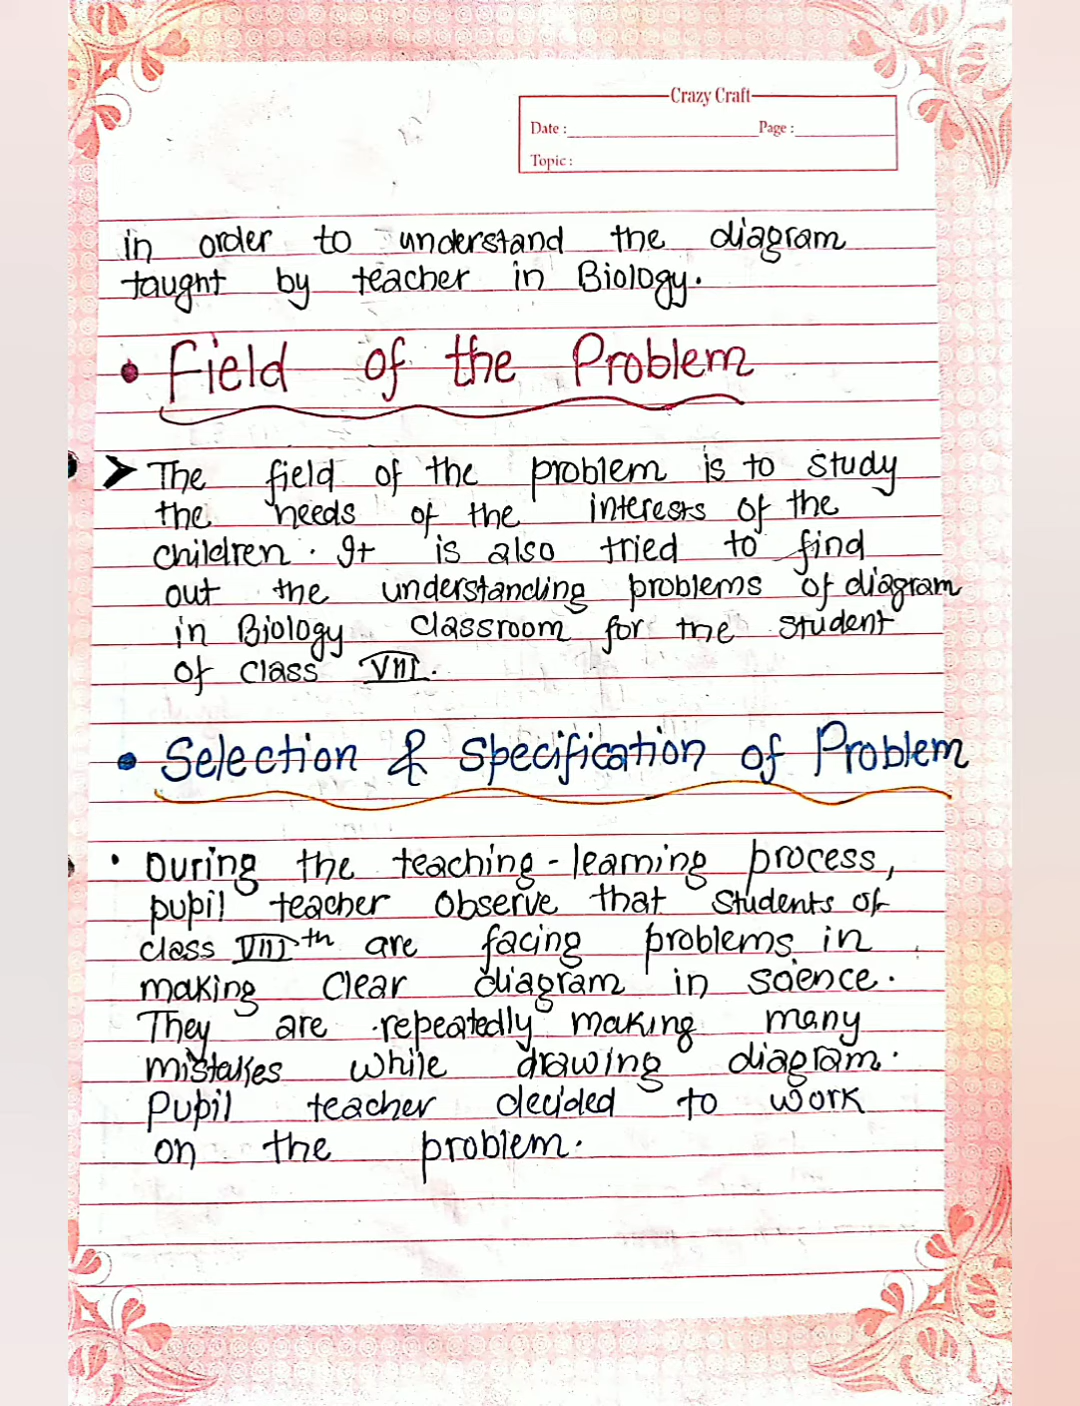 Crazy Craft
Date : Page :
Topic :
in order to understand the diagram
taught by teacher in Biology.
• Field of the Problem
➤ The field of the problem is to study
the needs of the interests of the
children. It is also tried to find
out the understanding problems of diagram
in Biology classroom for the student
of class VIII.
• Selection & Specification of Problem
• During the teaching-learning process,
pupil teacher observe that students of
class VIIIth are facing problems in
making clear diagram in science.
They are repeatedly making many
mistakes while drawing diagram.
Pupil teacher decided to work
on the problem.